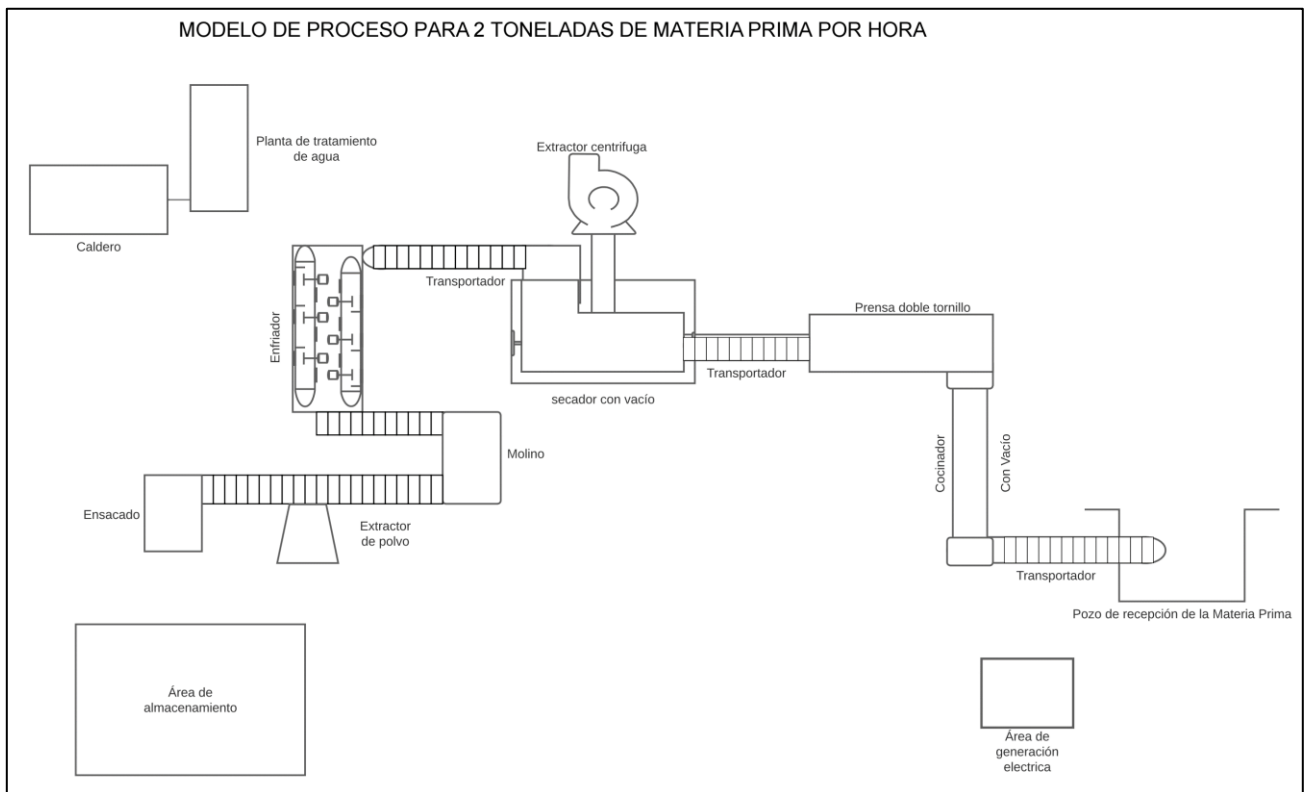 MODELO DE PROCESO PARA 2 TONELADAS DE MATERIA PRIMA POR HORA
Planta de tratamiento
de agua
Extractor centrifuga
Caldero
Transportador
Prensa doble tornillo
Enfriador
Transportador
secador con vacío
Molino
Cocinador
Con Vacío
Ensacado
Extractor
de polvo
Transportador
Pozo de recepción de la Materia Prima
Área de
almacenamiento
Área de
generación
electrica